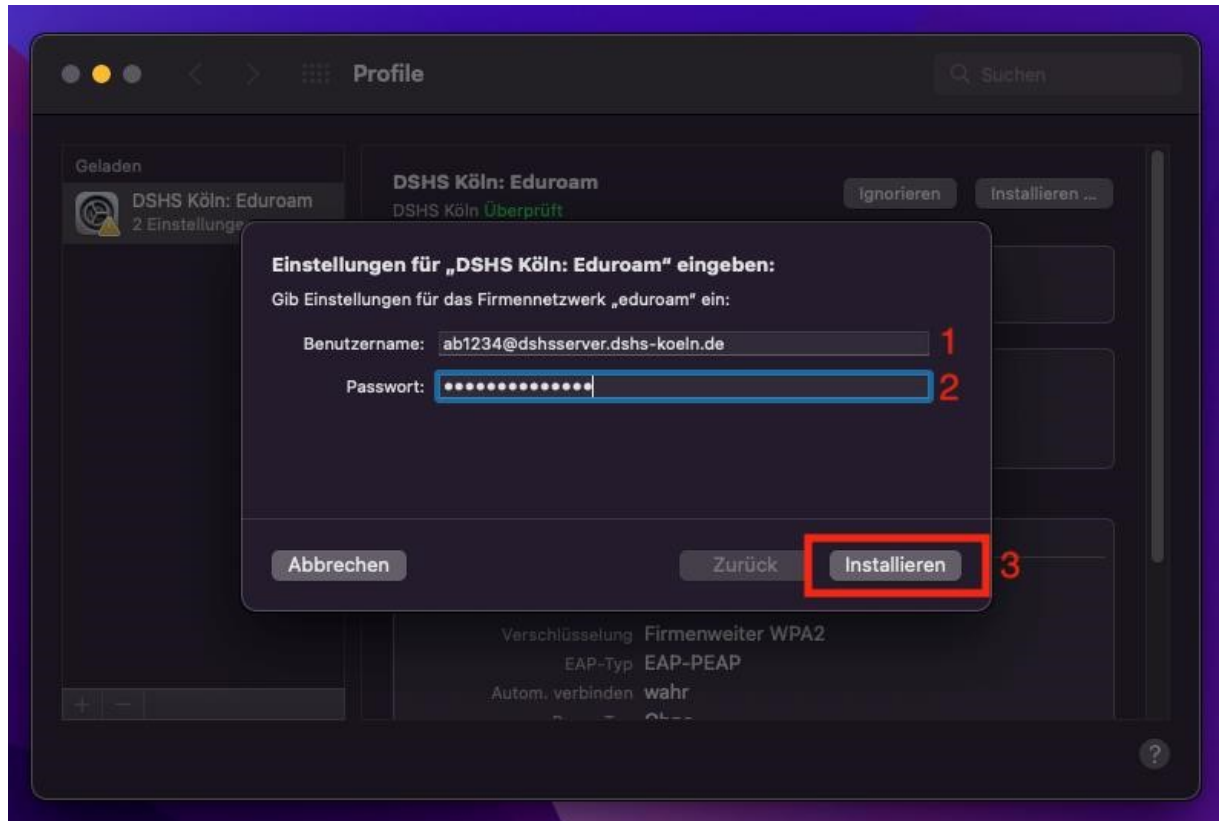 Profile
Suchen
Geladen
DSHS Köln: Eduroam
2 Einstellunge
DSHS Köln: Eduroam
DSHS Köln Überprüft
Ignorieren
Installieren ...
Einstellungen für „DSHS Köln: Eduroam“ eingeben:
Gib Einstellungen für das Firmennetzwerk „eduroam“ ein:
Benutzername: ab1234@dshsserver.dshs-koeln.de 1
Passwort: •••••••••••••• 2
Abbrechen
Zurück
Installieren 3
Verschlüsselung Firmenweiter WPA2
EAP-Typ EAP-PEAP
Autom. verbinden wahr
+ −
?